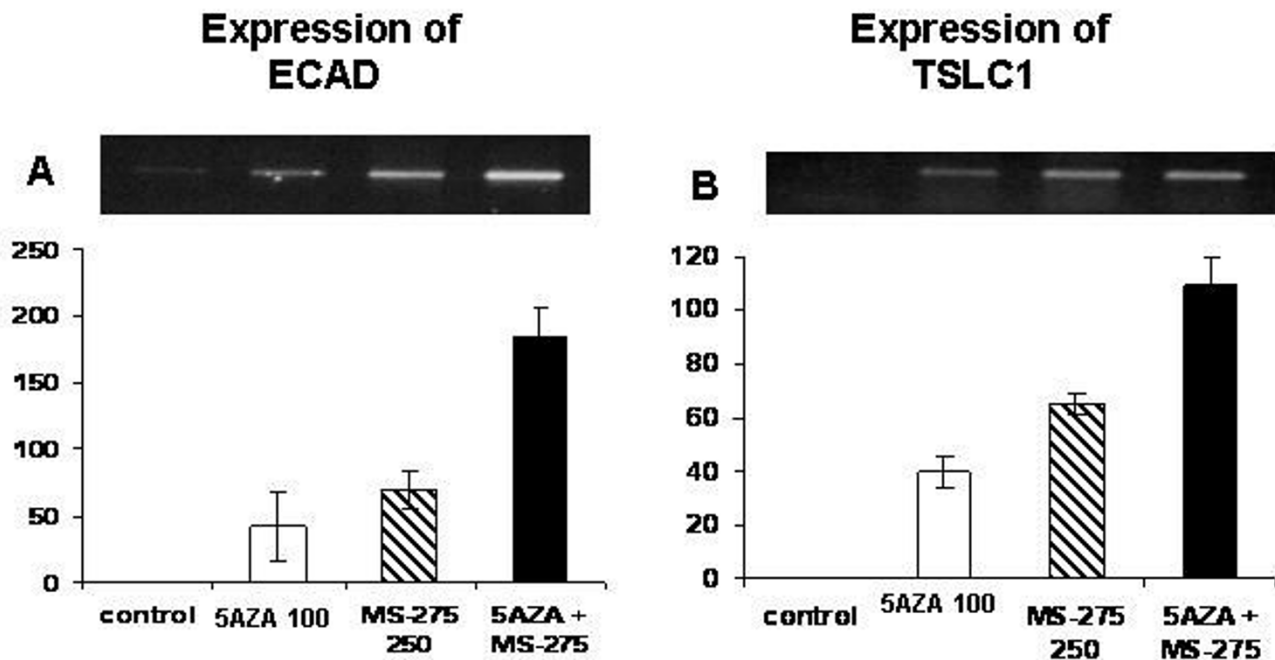 Expression of
ECAD
A
250
200
150
100
50
0
control
5AZA 100
MS-275
250
5AZA +
MS-275
Expression of
TSLC1
B
120
100
80
60
40
20
0
control
5AZA 100
MS-275
250
5AZA +
MS-275